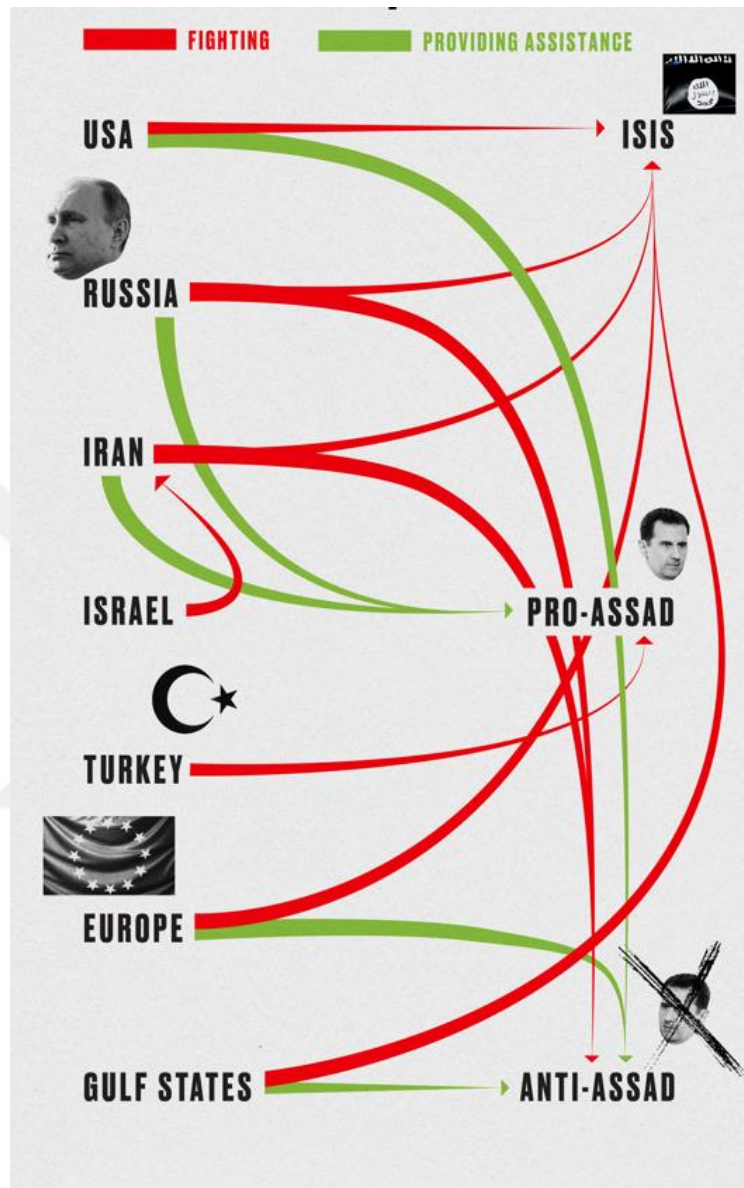 FIGHTING
PROVIDING ASSISTANCE
USA
ISIS
RUSSIA
IRAN
ISRAEL
PRO-ASSAD
TURKEY
EUROPE
GULF STATES
ANTI-ASSAD